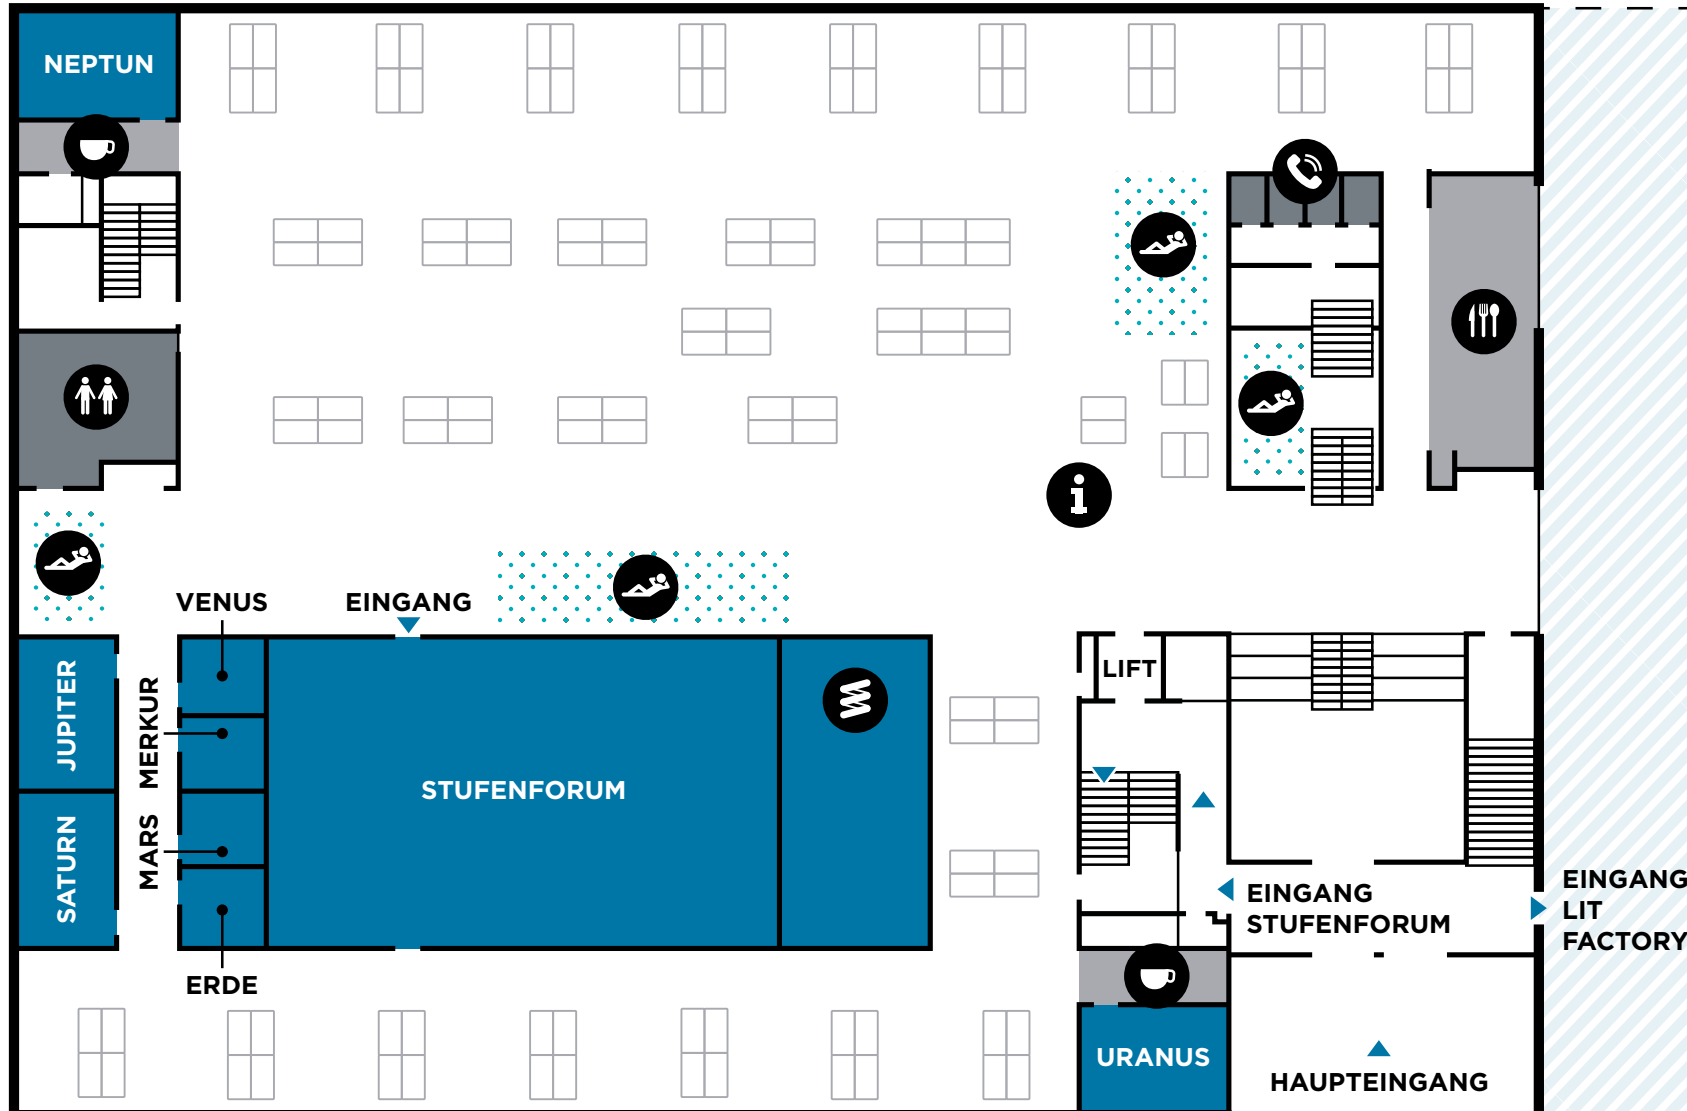 NEPTUN
VENUS
EINGANG
JUPITER
MERKUR
LIFT
STUFENFORUM
SATURN
MARS
EINGANG
STUFENFORUM
EINGANG
LIT
FACTORY
ERDE
URANUS
HAUPTEINGANG